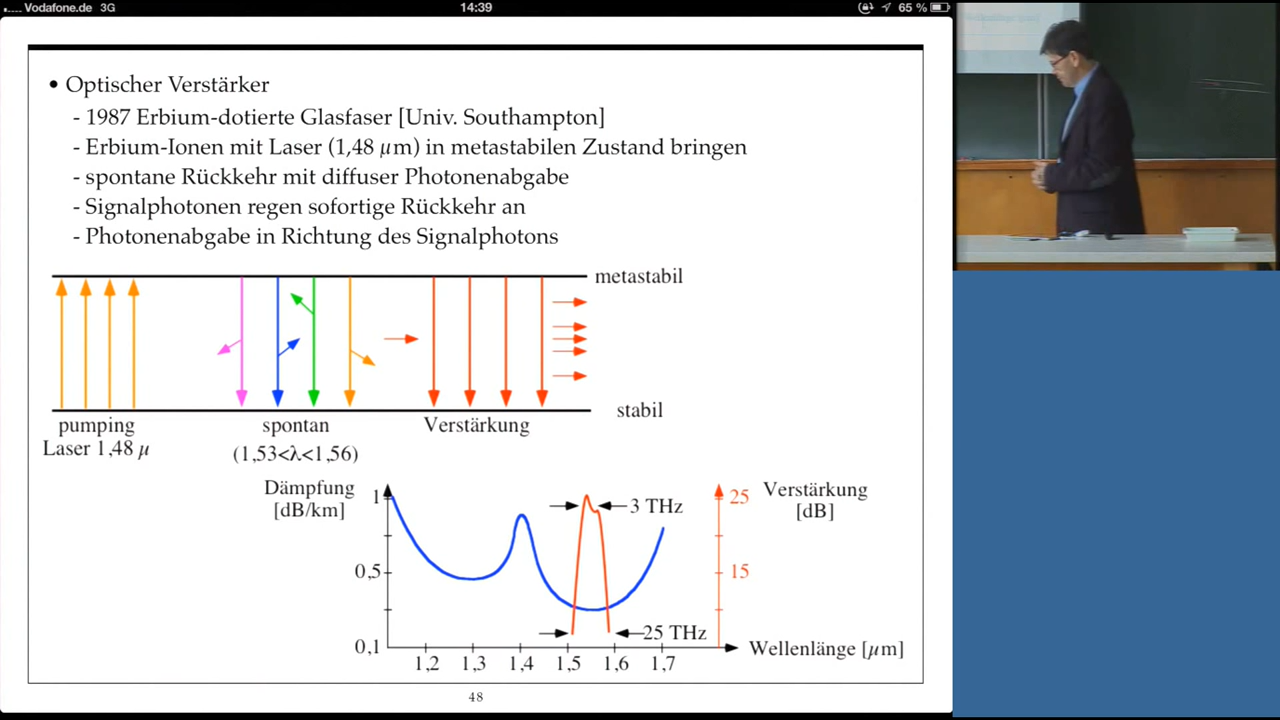 Vodafone.de 3G 14:39 65 %
• Optischer Verstärker
- 1987 Erbium-dotierte Glasfaser [Univ. Southampton]
- Erbium-Ionen mit Laser (1,48 µm) in metastabilen Zustand bringen
- spontane Rückkehr mit diffuser Photonenabgabe
- Signalphotonen regen sofortige Rückkehr an
- Photonenabgabe in Richtung des Signalphotons
metastabil
stabil
pumping spontan Verstärkung
Laser 1,48 µ (1,53<λ<1,56)
Dämpfung 1 25 Verstärkung
[dB/km] 3 THz [dB]
0,5 15
25 THz
0,1 Wellenlänge [µm]
1,2 1,3 1,4 1,5 1,6 1,7
48